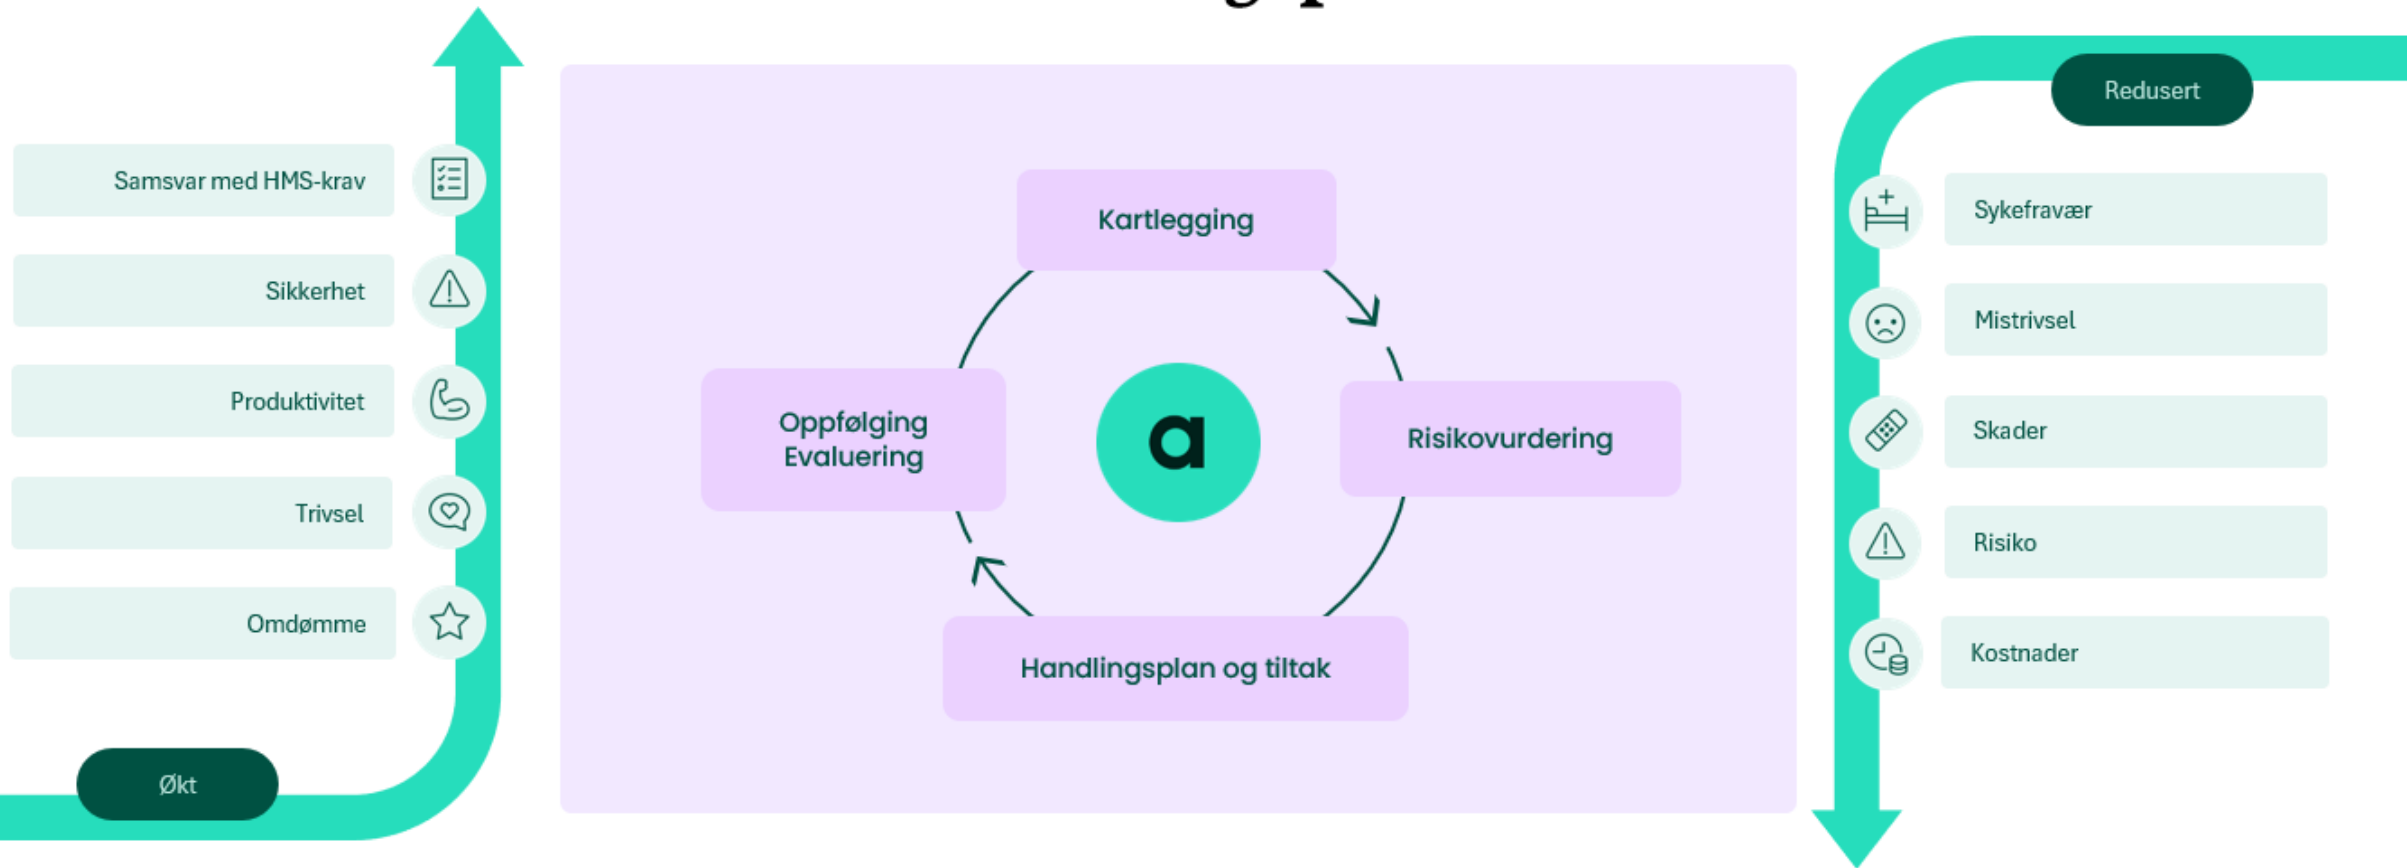 Samsvar med HMS-krav
Sikkerhet
Produktivitet
Trivsel
Omdømme
Økt
Kartlegging
Risikovurdering
Handlingsplan og tiltak
Oppfølging
Evaluering
a
Redusert
Sykefravær
Mistrivsel
Skader
Risiko
Kostnader